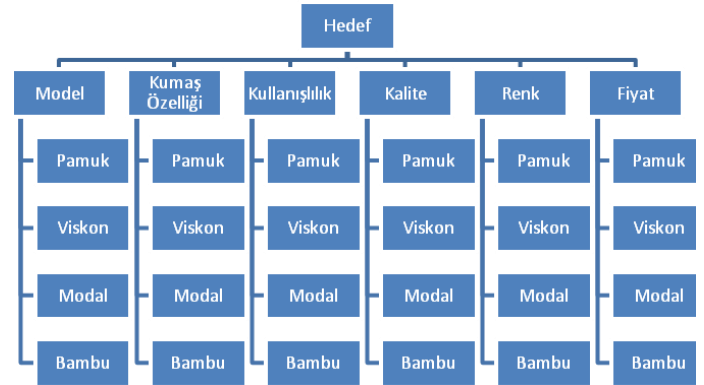 Hedef
Model
Kumaş
Özelliği
Kullanışlılık
Kalite
Renk
Fiyat
Pamuk
Pamuk
Pamuk
Pamuk
Pamuk
Pamuk
Viskon
Viskon
Viskon
Viskon
Viskon
Viskon
Modal
Modal
Modal
Modal
Modal
Modal
Bambu
Bambu
Bambu
Bambu
Bambu
Bambu